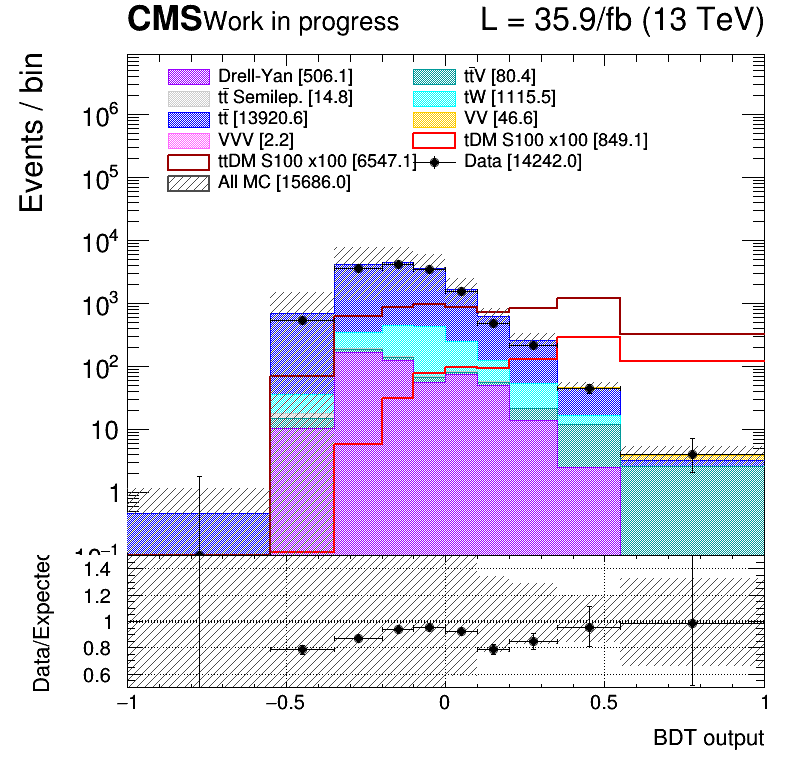 CMS Work in progress L = 35.9/fb (13 TeV)
Events / bin
Drell-Yan [506.1] tt̄V [80.4]
tt̄ Semilep. [14.8] tW [1115.5]
tt̄ [13920.6] VV [46.6]
VVV [2.2] tDM S100 x100 [849.1]
ttDM S100 x100 [6547.1] Data [14242.0]
All MC [15686.0]
10⁶
10⁵
10⁴
10³
10²
10
1
10⁻¹
Data/Expected
1.4
1.2
1
0.8
0.6
−1 −0.5 0 0.5 1
BDT output